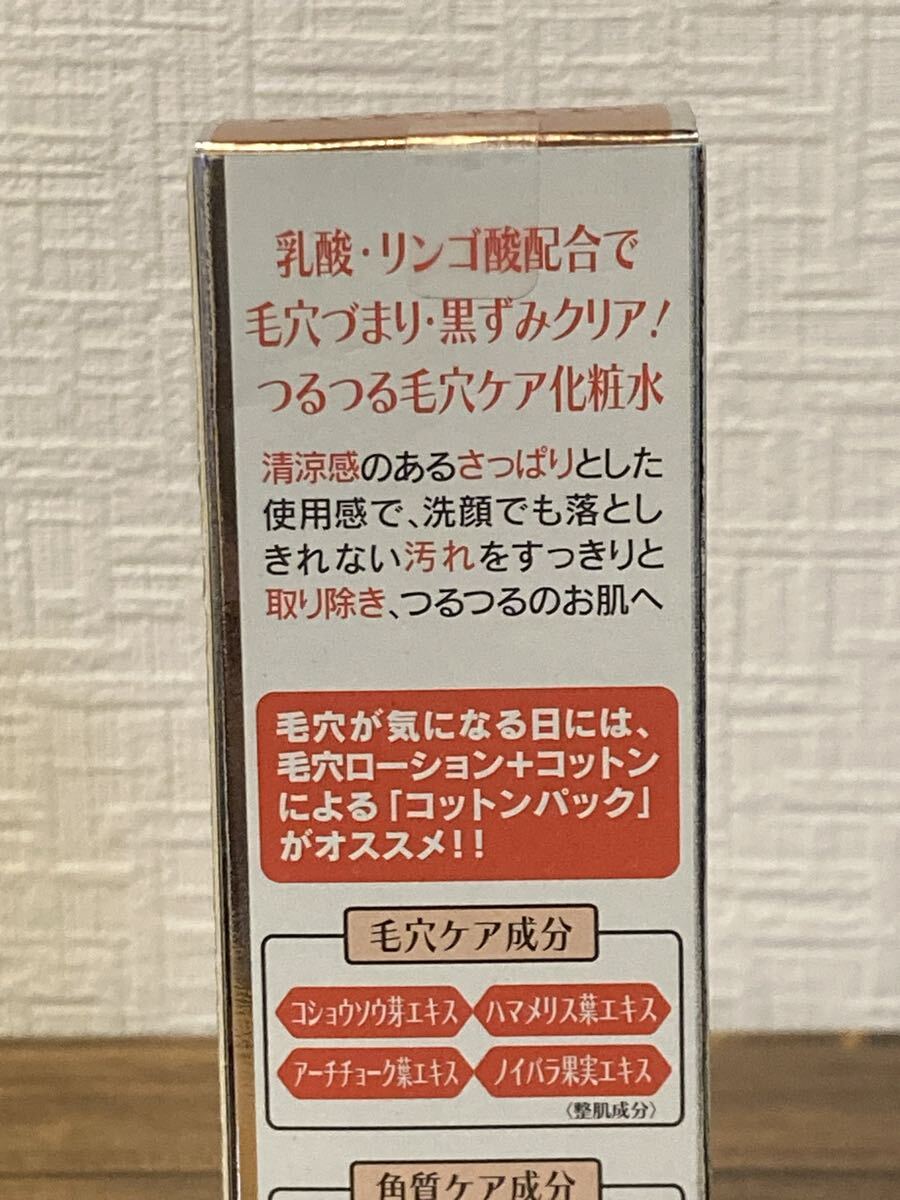 乳酸・リンゴ酸配合で
毛穴づまり・黒ずみクリア!
つるつる毛穴ケア化粧水
清涼感のあるさっぱりとした
使用感で、洗顔でも落とし
きれない汚れをすっきりと
取り除き、つるつるのお肌へ
毛穴が気になる日には、
毛穴ローション+コットン
による「コットンパック」
がオススメ!!
毛穴ケア成分
コショウソウ芽エキス ハマメリス葉エキス
アーチチョーク葉エキス ノイバラ果実エキス
〈整肌成分〉
角質ケア成分